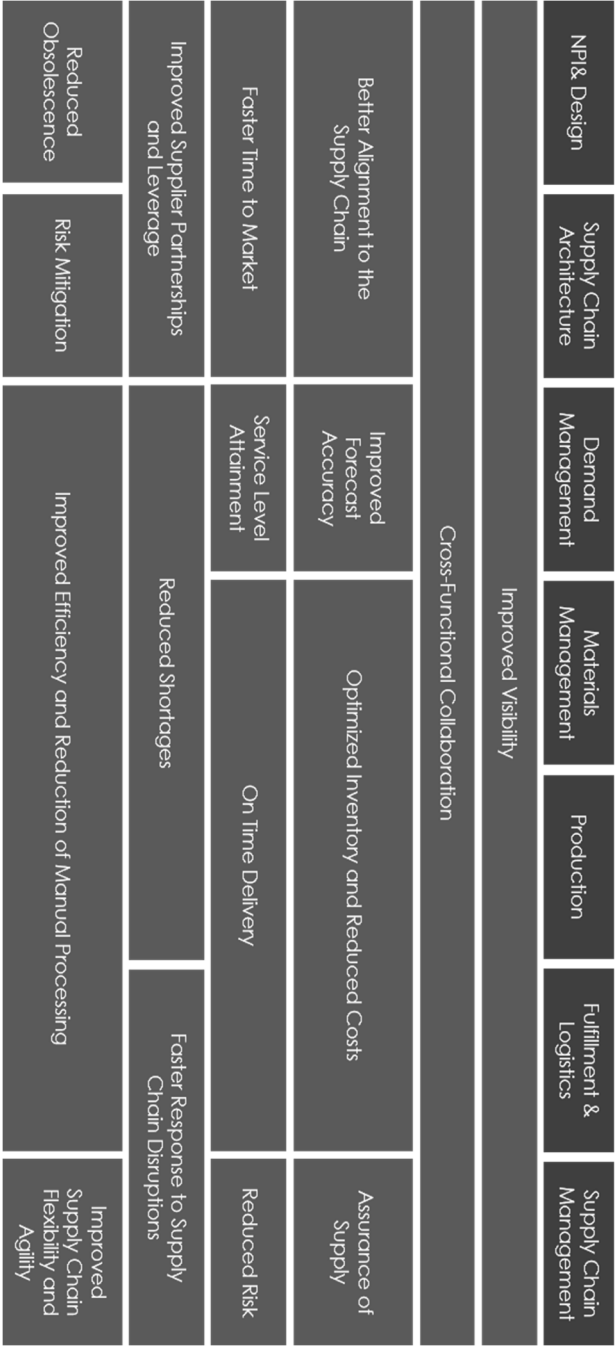 NPI& Design
Supply Chain
Architecture
Demand
Management
Materials
Management
Production
Fulfillment &
Logistics
Supply Chain
Management
Improved Visibility
Cross-Functional Collaboration
Better Alignment to the
Supply Chain
Improved
Forecast
Accuracy
Optimized Inventory and Reduced Costs
Assurance of
Supply
Faster Time to Market
Service Level
Attainment
On Time Delivery
Reduced Risk
Improved Supplier Partnerships
and Leverage
Reduced Shortages
Faster Response to Supply
Chain Disruptions
Reduced
Obsolescence
Risk Mitigation
Improved Efficiency and Reduction of Manual Processing
Improved
Supply Chain
Flexibility and
Agility